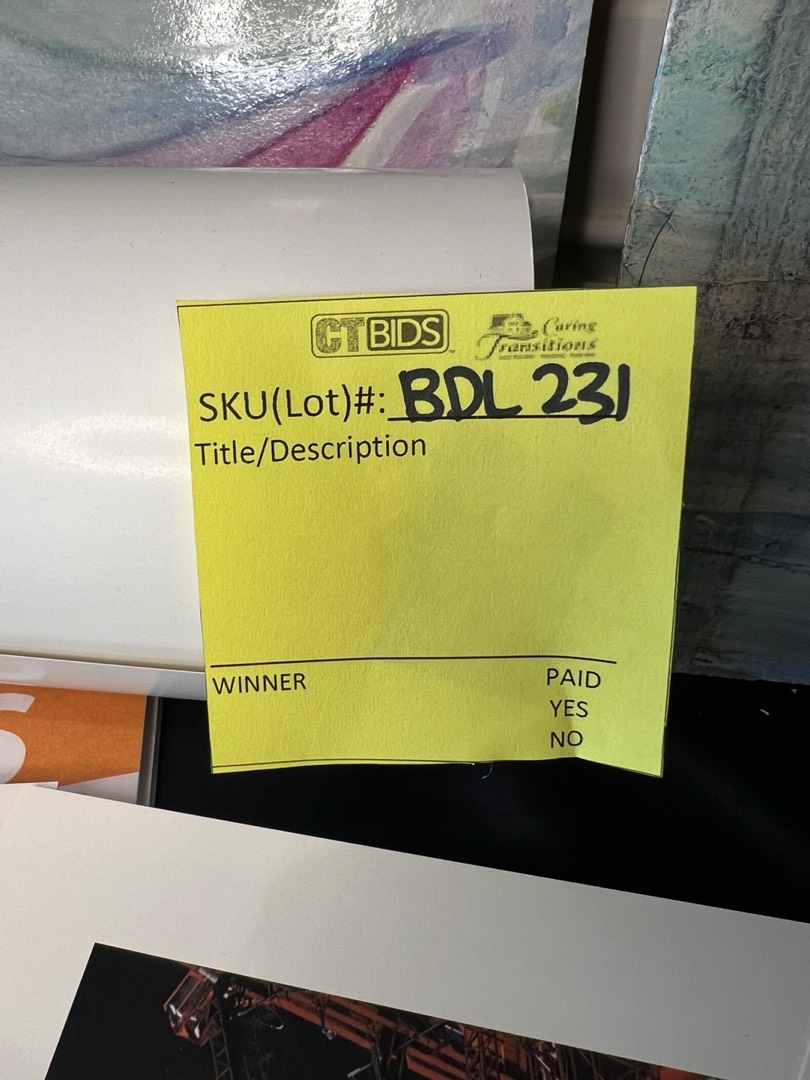 CTBIDS
Caring
Transitions
SKU(Lot)#: BDL 231
Title/Description
WINNER
PAID
YES
NO
S